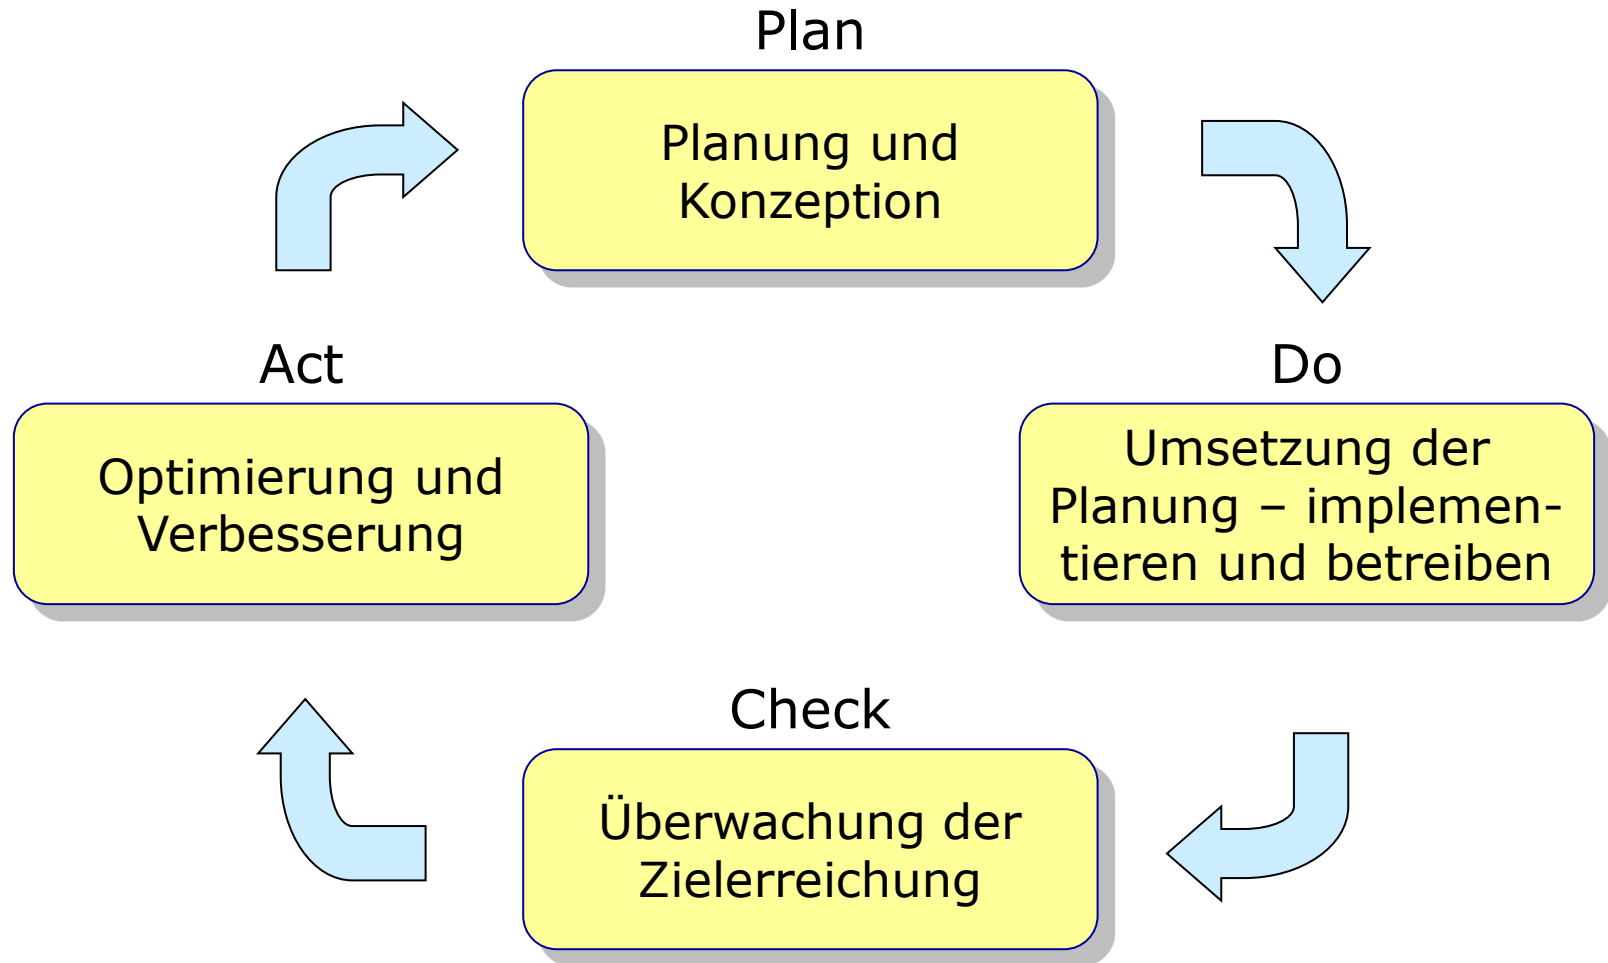 Plan
Planung und
Konzeption
Act
Optimierung und
Verbesserung
Do
Umsetzung der
Planung – implemen-
tieren und betreiben
Check
Überwachung der
Zielerreichung